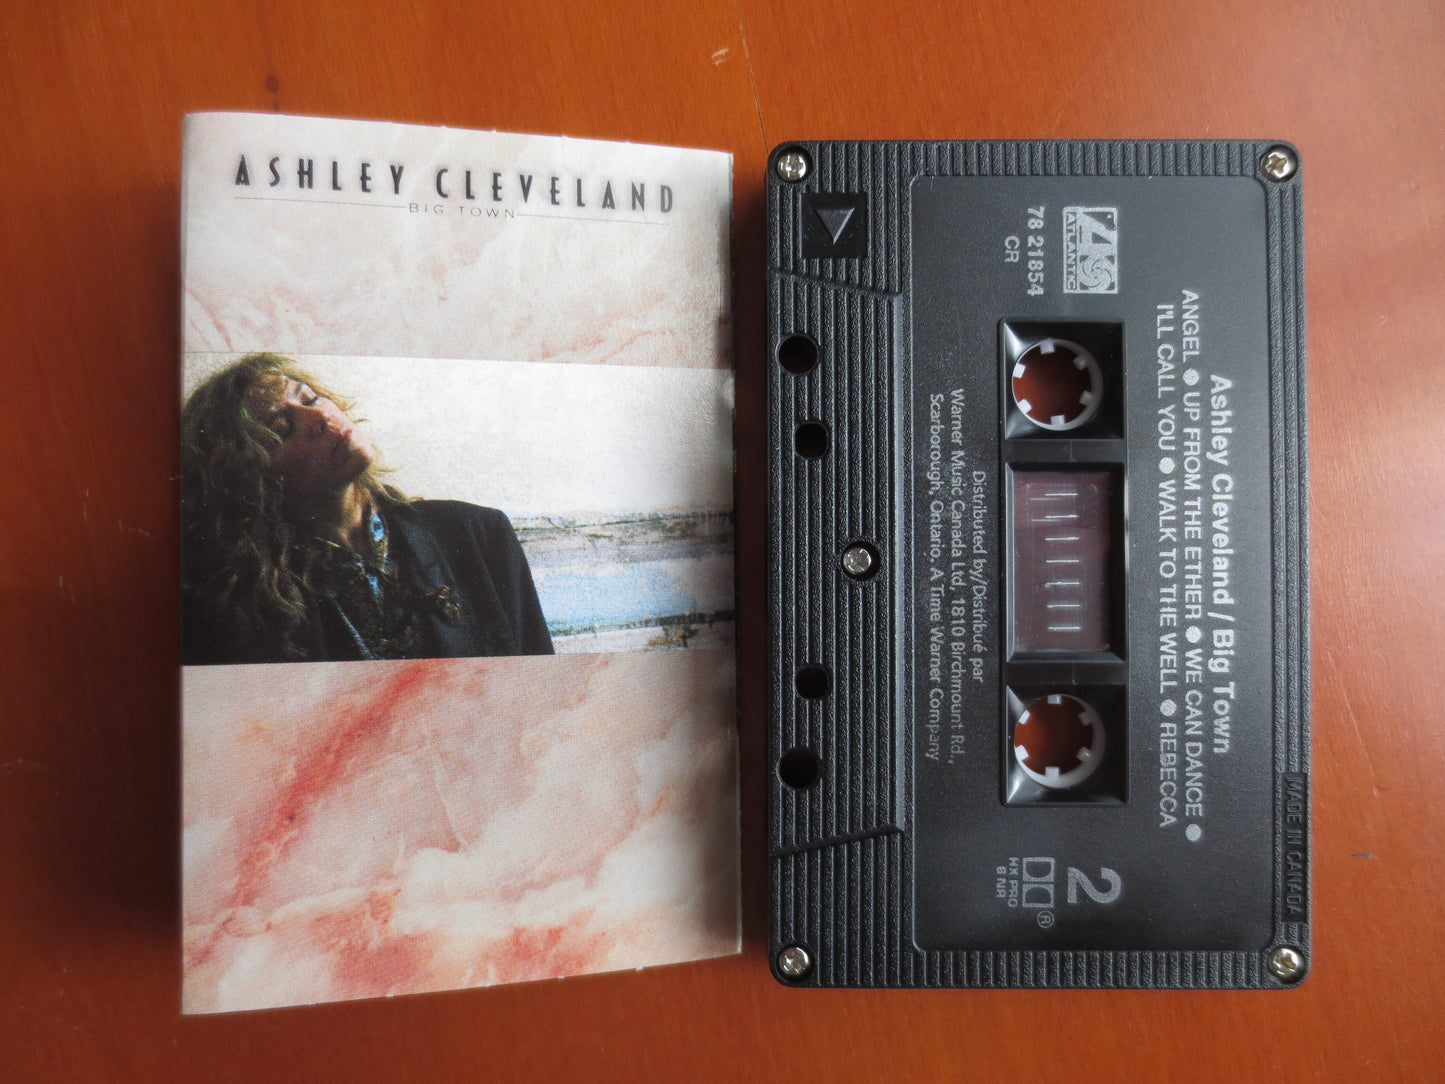 ASHLEY CLEVELAND
BIG TOWN
ATLANTIC
78 21854
CR
Ashley Cleveland / Big Town
ANGEL ● UP FROM THE ETHER ● WE CAN DANCE ●
I'LL CALL YOU ● WALK TO THE WELL ● REBECCA
Distributed by/Distribué par
Warner Music Canada Ltd, 1810 Birchmount Rd.,
Scarborough, Ontario. A Time Warner Company
2
®
HX PRO
B NR
MADE IN CANADA